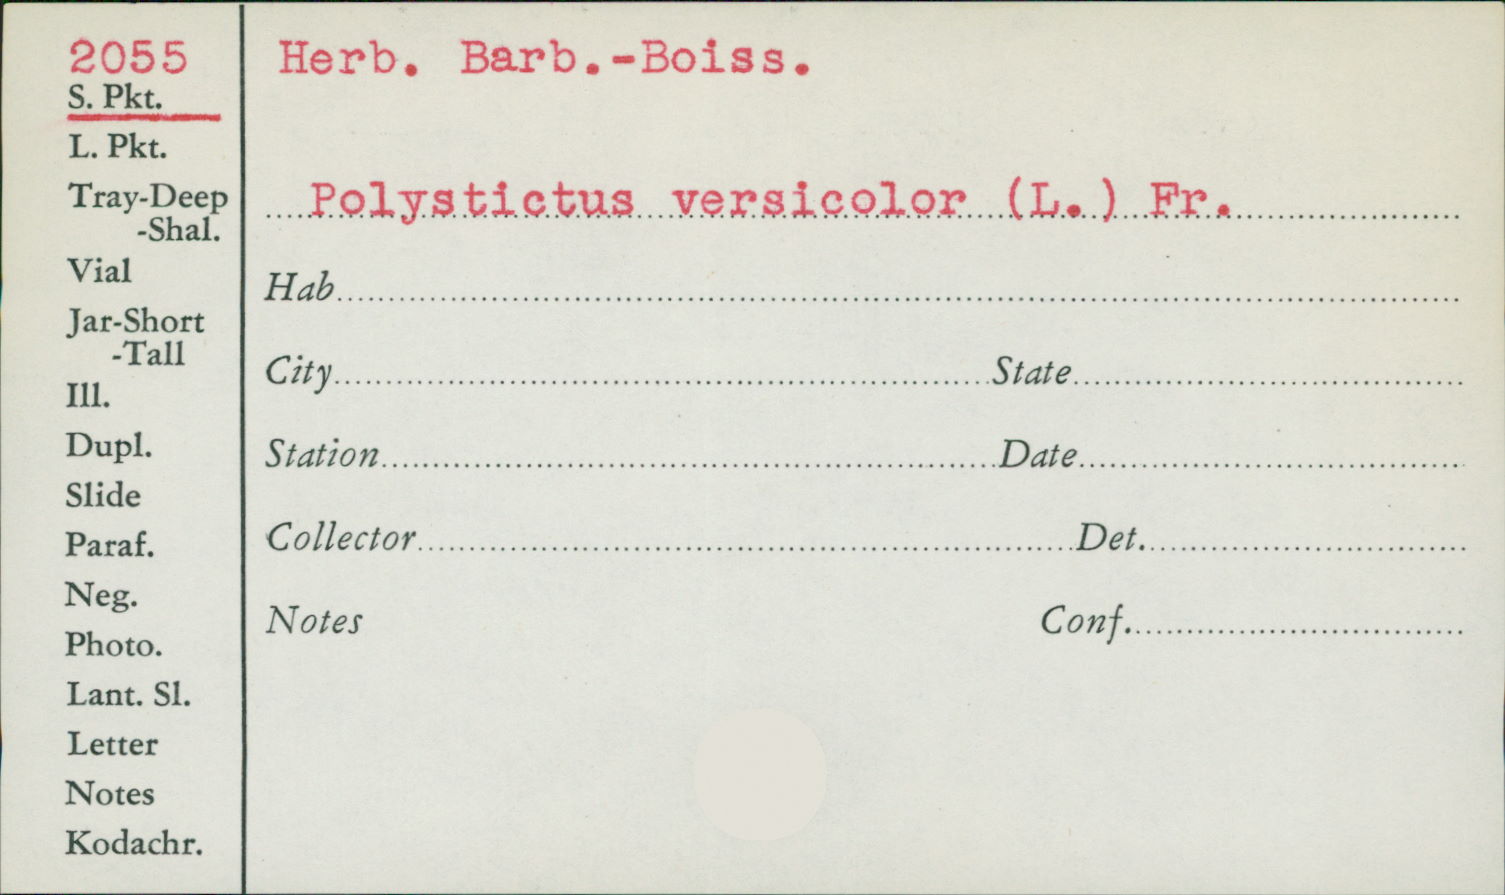 2055
S. Pkt.
L. Pkt.
Tray-Deep
-Shal.
Vial
Jar-Short
-Tall
Ill.
Dupl.
Slide
Paraf.
Neg.
Photo.
Lant. Sl.
Letter
Notes
Kodachr.
Herb. Barb.-Boiss.
Polystictus versicolor (L.) Fr.
Hab
City State
Station Date
Collector Det.
Notes Conf.